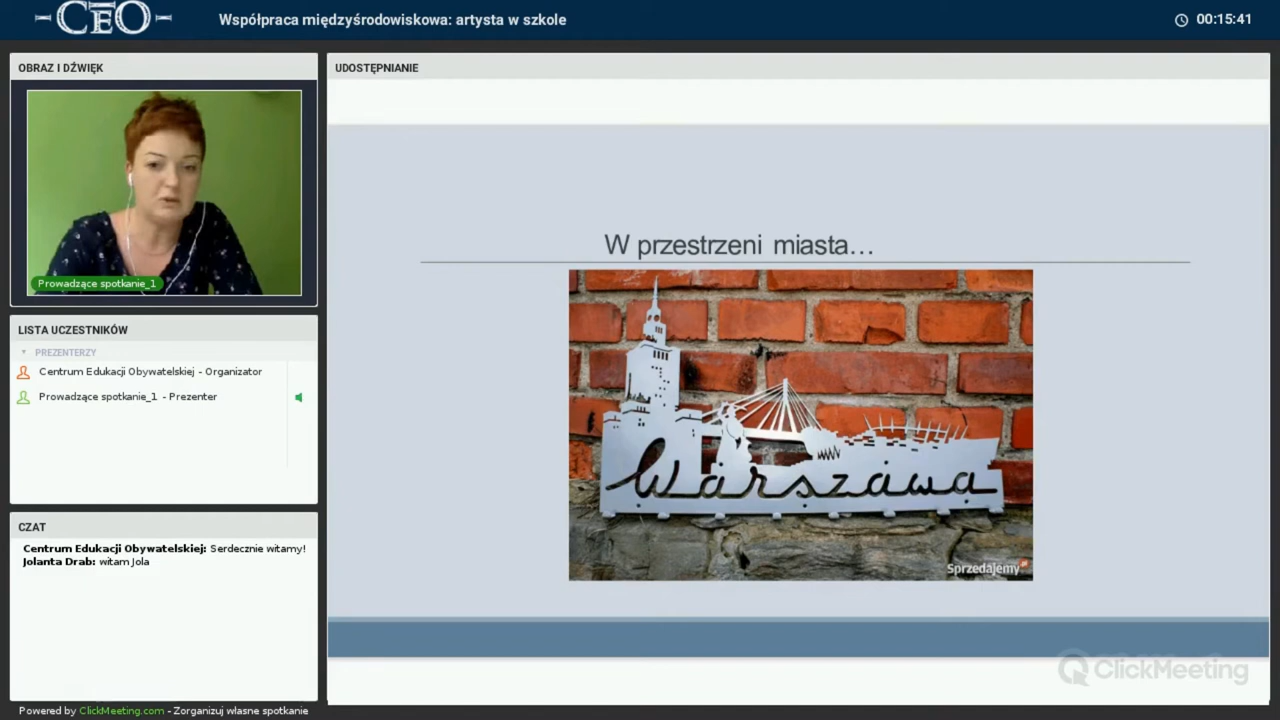 CEO
Współpraca międzyśrodowiskowa: artysta w szkole
00:15:41
OBRAZ I DŹWIĘK
Prowadzące spotkanie_1
LISTA UCZESTNIKÓW
PREZENTERZY
Centrum Edukacji Obywatelskiej - Organizator
Prowadzące spotkanie_1 - Prezenter
CZAT
Centrum Edukacji Obywatelskiej: Serdecznie witamy!
Jolanta Drab: witam Jola
Powered by ClickMeeting.com - Zorganizuj własne spotkanie
UDOSTĘPNIANIE
W przestrzeni miasta...
Warszawa
Sprzedajemy
ClickMeeting